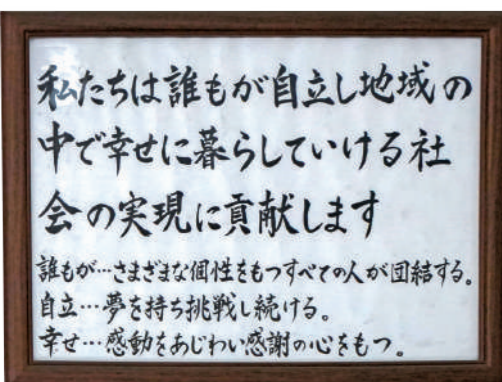 私たちは誰もが自立し地域の
中で幸せに暮らしていける社
会の実現に貢献します
誰もが…さまざまな個性をもつすべての人が団結する。
自立…夢を持ち挑戦し続ける。
幸せ…感動をあじわい感謝の心をもつ。